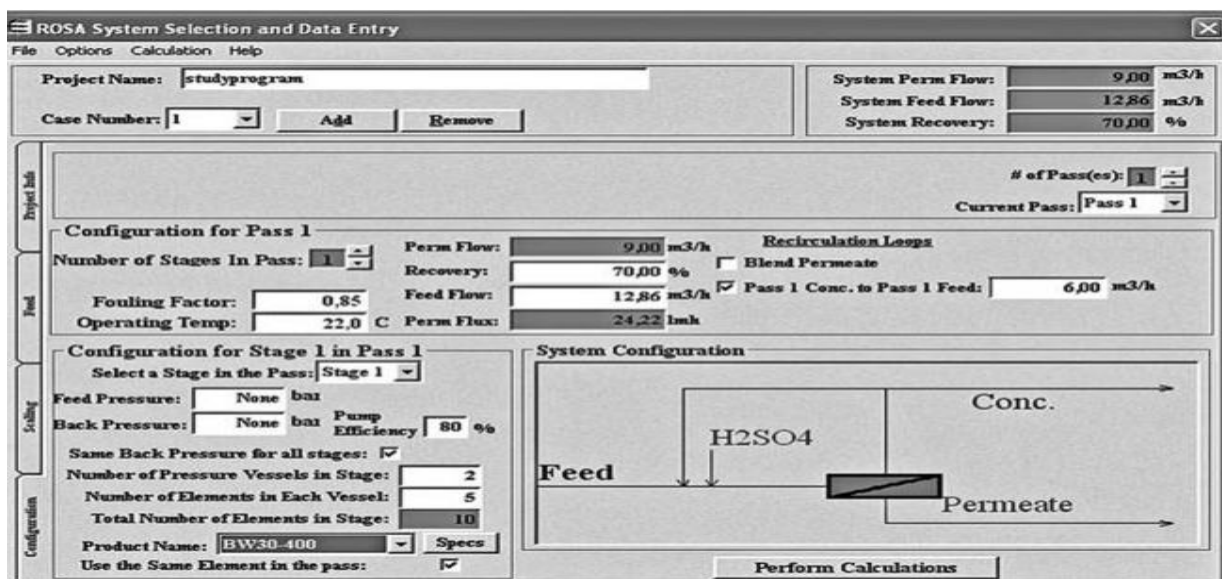 ROSA System Selection and Data Entry
File Options Calculation Help
Project Name: studyprogram
Case Number: 1 Add Remove
System Perm Flow: 9,00 m3/h
System Feed Flow: 12,86 m3/h
System Recovery: 70,00 %
Project Info
Feed
Scaling
Configuration
# of Pass(es): 1
Current Pass: Pass 1
Configuration for Pass 1
Number of Stages In Pass: 1
Fouling Factor: 0,85
Operating Temp: 22,0 C
Perm Flow: 9,00 m3/h
Recovery: 70,00 %
Feed Flow: 12,86 m3/h
Perm Flux: 24,22 lmh
Recirculation Loops
Blend Permeate
Pass 1 Conc. to Pass 1 Feed: 6,00 m3/h
Configuration for Stage 1 in Pass 1
Select a Stage in the Pass: Stage 1
Feed Pressure: None bar
Back Pressure: None bar
Pump Efficiency 80 %
Same Back Pressure for all stages:
Number of Pressure Vessels in Stage: 2
Number of Elements in Each Vessel: 5
Total Number of Elements in Stage: 10
Product Name: BW30-400 Specs
Use the Same Element in the pass:
System Configuration
Conc.
H2SO4
Feed
Permeate
Perform Calculations